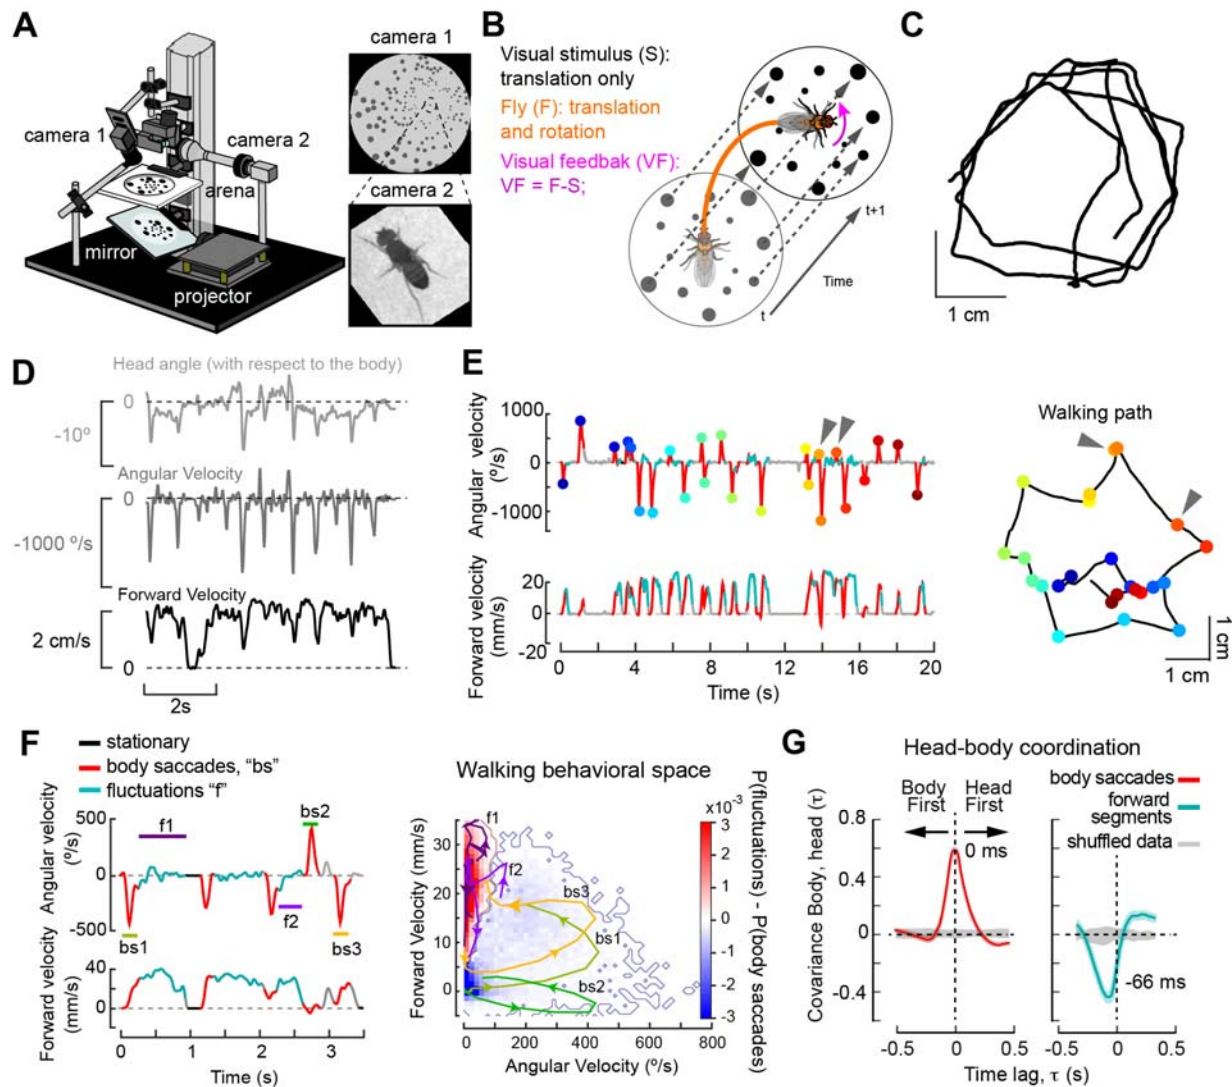 A
camera 1
camera 2
arena
mirror
projector
camera 1
camera 2
B
Visual stimulus (S):
translation only
Fly (F): translation
and rotation
Visual feedbak (VF):
VF = F-S;
t+1
Time
t
C
1 cm
D
Head angle (with respect to the body)
0
-10º
Angular Velocity
0
-1000 º/s
Forward Velocity
2 cm/s
0
2s
E
Angular velocity
(º/s)
1000
0
-1000
Forward velocity
(mm/s)
20
0
-20
0 4 8 12 16 20
Time (s)
Walking path
1 cm
1 cm
F
stationary
body saccades, "bs"
fluctuations "f"
Angular velocity
(º/s)
500
0
-500
f1
bs2
bs1
f2
bs3
Forward velocity
(mm/s)
40
0
0 1 2 3
Time (s)
Walking behavioral space
Forward Velocity (mm/s)
30
20
10
0
f1
f2
bs3
bs1
bs2
0 200 400 600 800
Angular Velocity (º/s)
x10-3
3
2
1
0
-1
-2
-3
P(fluctuations) - P(body saccades)
G
Head-body coordination
body saccades
forward
segments
shuffled data
Body
First
Head
First
0 ms
Covariance Body, head (τ)
0.8
0.4
0
-0.4
-66 ms
-0.5 0 0.5
-0.5 0 0.5
Time lag, τ (s)